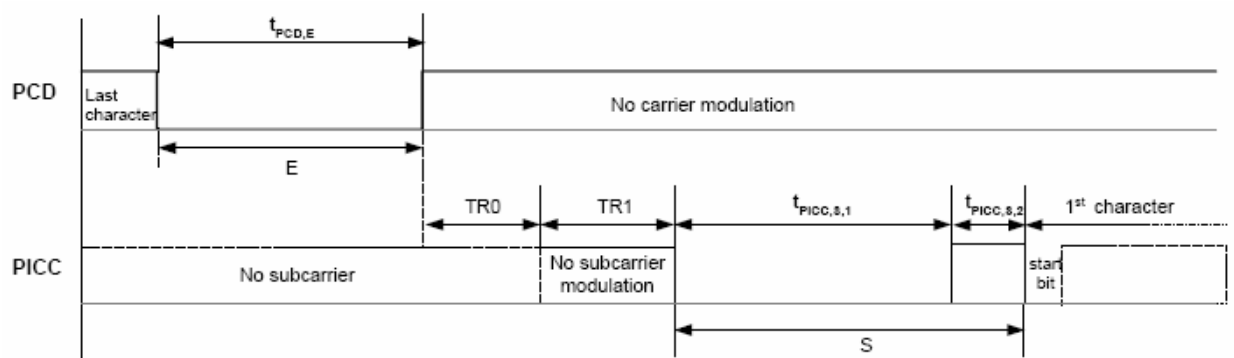 tPCD,E
PCD
Last
character
No carrier modulation
E
TR0
TR1
tPICC,S,1
tPICC,S,2
1st character
PICC
No subcarrier
No subcarrier
modulation
start
bit
S